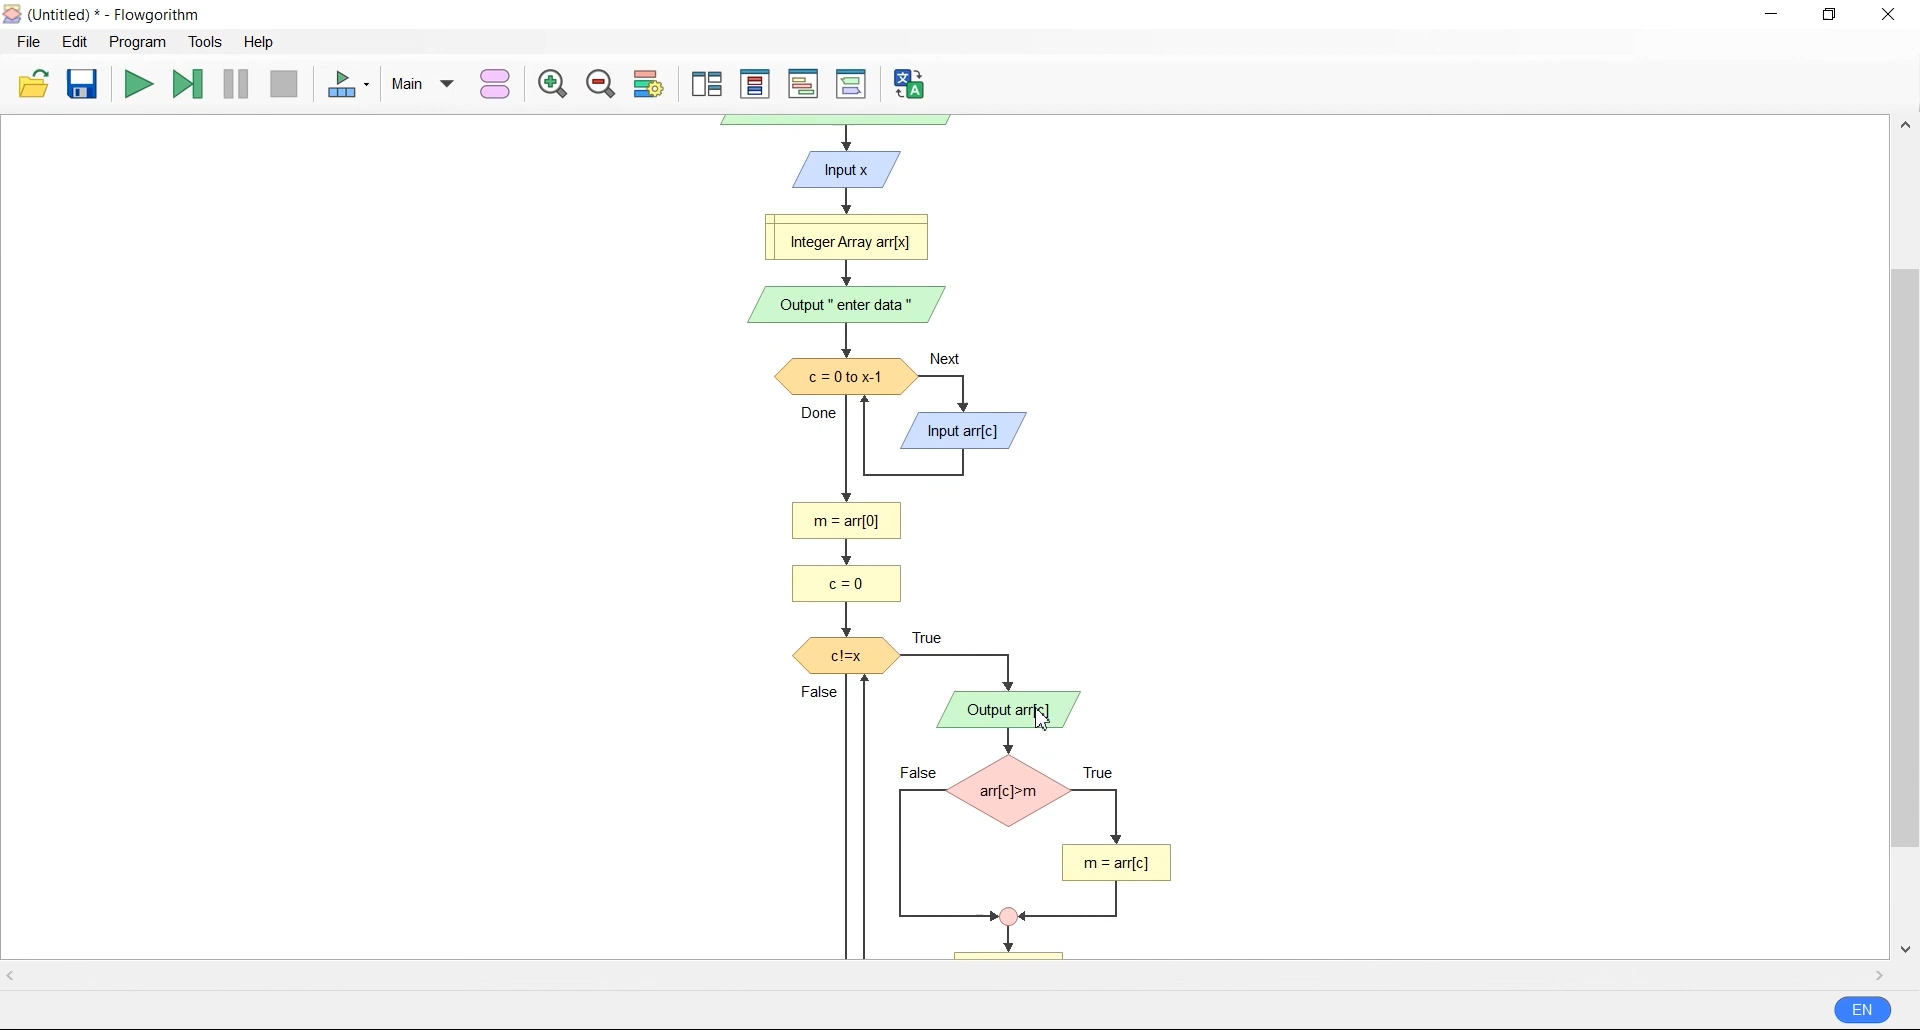 (Untitled) * - Flowgorithm
File Edit Program Tools Help
Main
Input x
Integer Array arr[x]
Output " enter data "
Next
c = 0 to x-1
Done
Input arr[c]
m = arr[0]
c = 0
True
c!=x
False
Output arr[c]
False True
arr[c]>m
m = arr[c]
EN